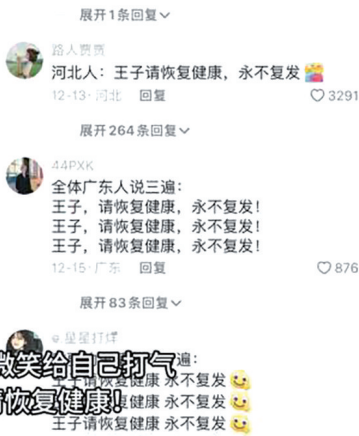 展开1条回复
路人贾斋
河北人：王子请恢复健康，永不复发
12-13·河北 回复 3291
展开264条回复
44PXK
全体广东人说三遍：
王子，请恢复健康，永不复发！
王子，请恢复健康，永不复发！
王子，请恢复健康，永不复发！
12-15·广东 回复 876
展开83条回复
e.星星打烊
微笑给自己打气
遍：
王子请恢复健康 永不复发
请恢复健康！
恢复健康 永不复发
请恢复健康 永不复发